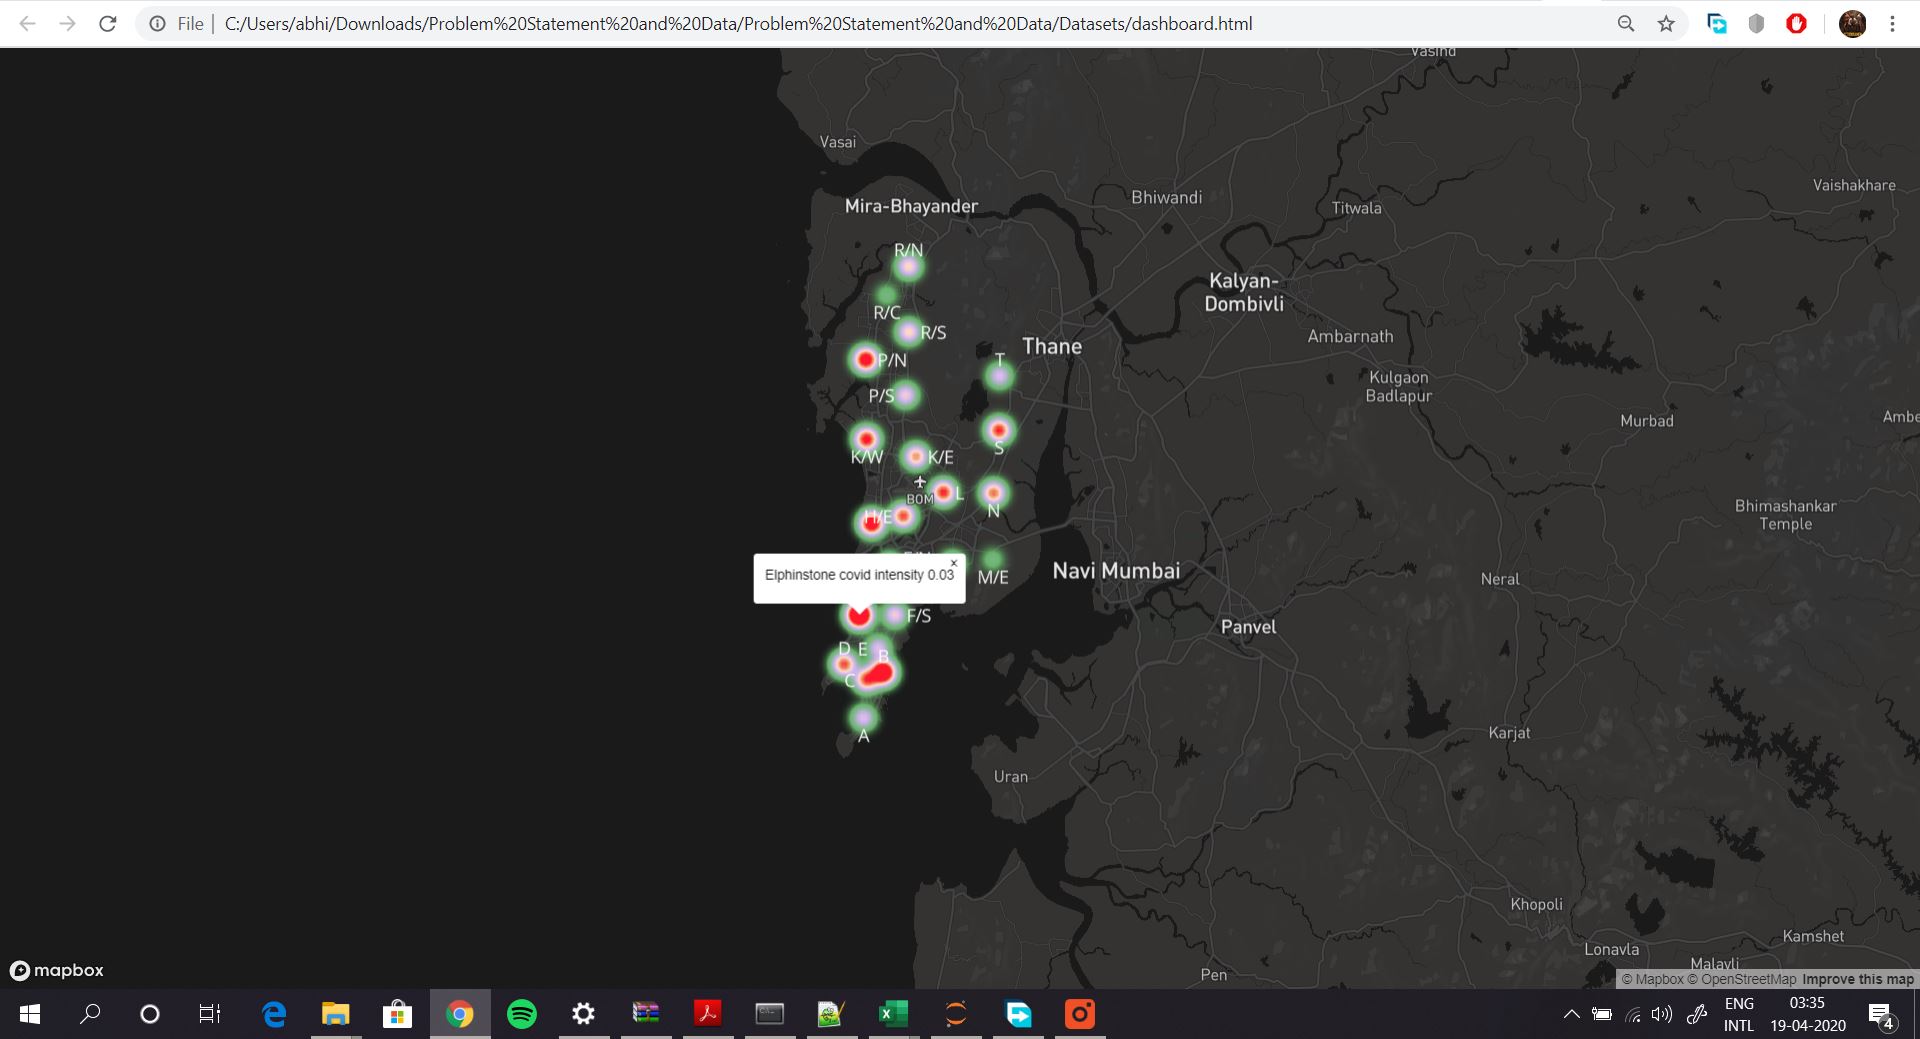 File
C:/Users/abhi/Downloads/Problem%20Statement%20and%20Data/Problem%20Statement%20and%20Data/Datasets/dashboard.html
Vasind
Vasai
Vaishakhare
Bhiwandi
Mira-Bhayander
Titwala
R/N
Kalyan-
Dombivli
R/C
R/S
Ambarnath
Thane
P/N
T
Kulgaon
Badlapur
P/S
Murbad
Ambe
S
K/W
K/E
BOM
L
N
Bhimashankar
Temple
H/E
Elphinstone covid intensity 0.03
×
M/E
Navi Mumbai
Neral
F/S
Panvel
D
E
B
C
A
Karjat
Uran
Khopoli
Kamshet
Lonavla
Malavli
Pen
mapbox
© Mapbox © OpenStreetMap Improve this map
ENG
INTL
03:35
19-04-2020
4